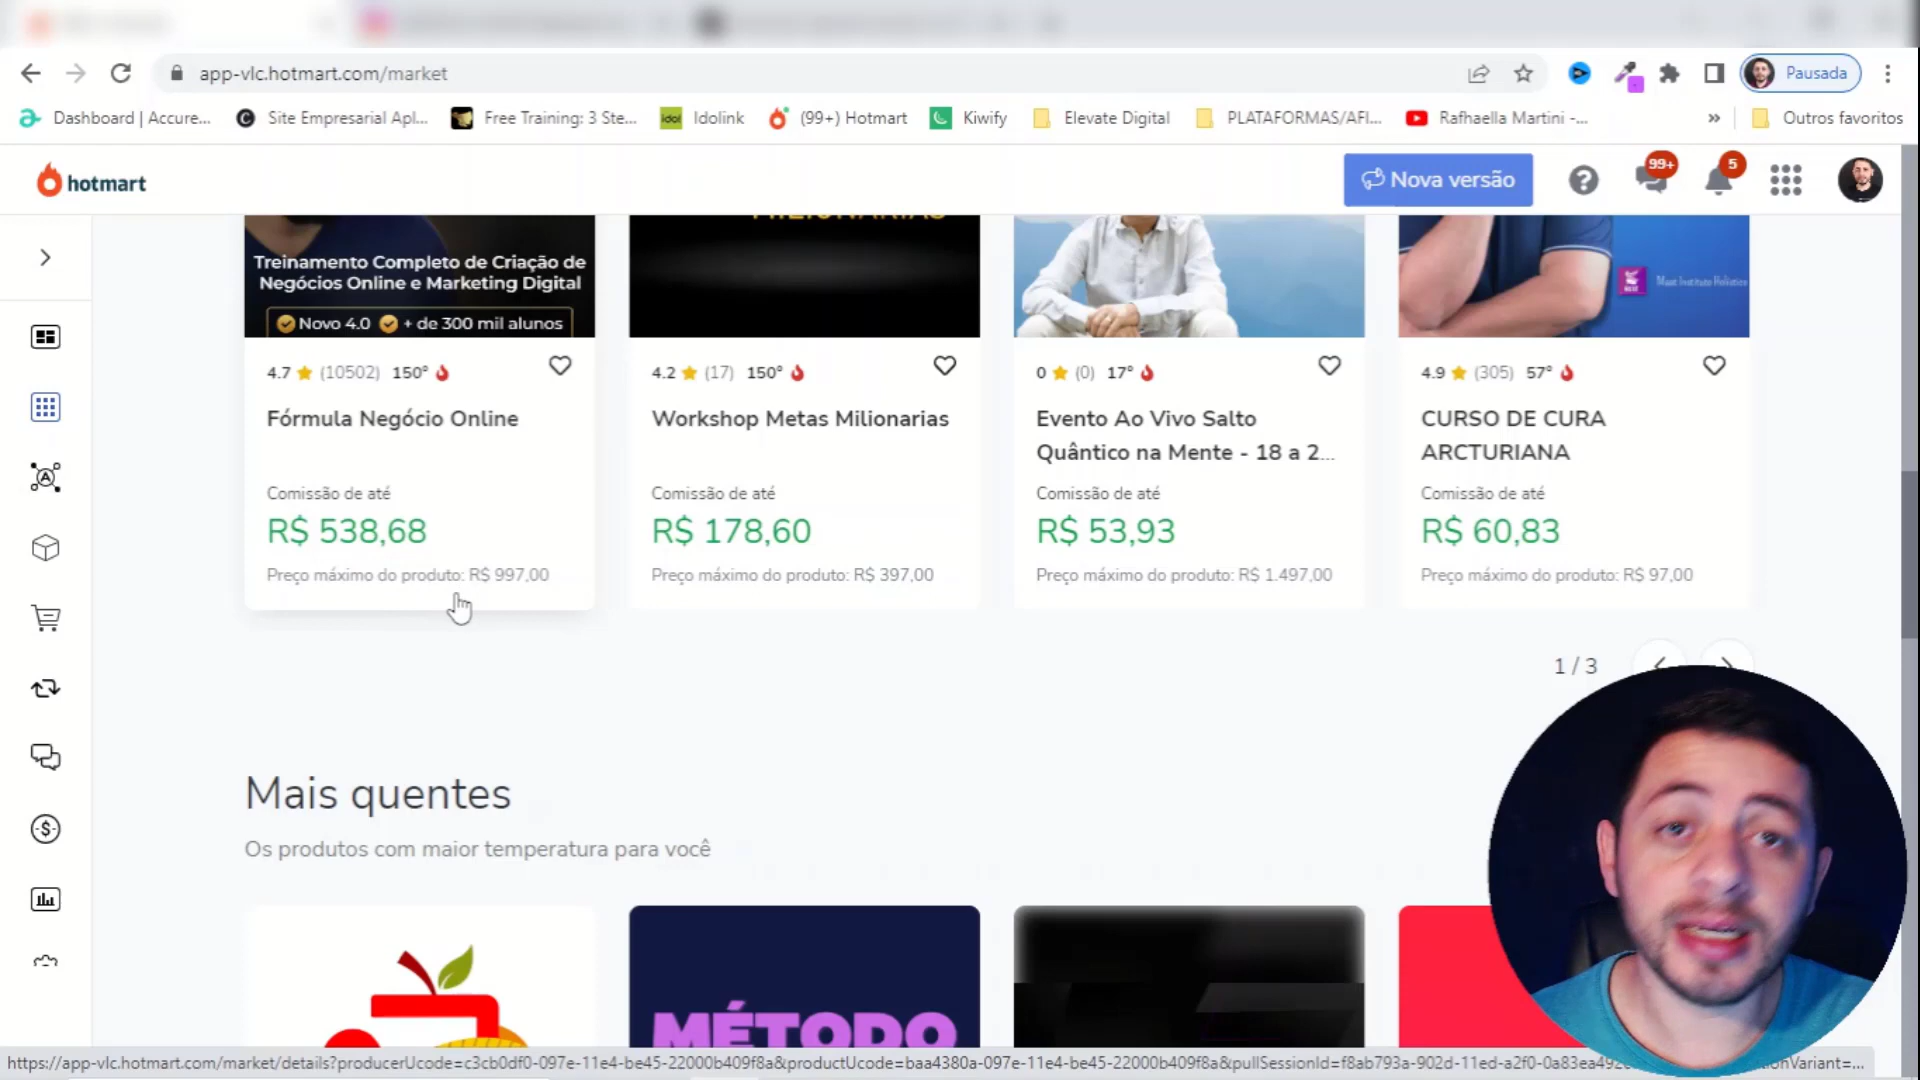 app-vlc.hotmart.com/market
Pausada
Dashboard | Accure...
Site Empresarial Apl...
Free Training: 3 Ste...
Idolink
(99+) Hotmart
Kiwify
Elevate Digital
PLATAFORMAS/AFI...
Rafhaella Martini -...
»
Outros favoritos
hotmart
Nova versão
99+
5
Treinamento Completo de Criação de
Negócios Online e Marketing Digital
Novo 4.0 + de 300 mil alunos
MILIONÁRIAS
Maat Instituto Holístico
4.7 (10502) 150°
Fórmula Negócio Online
Comissão de até
R$ 538,68
Preço máximo do produto: R$ 997,00
4.2 (17) 150°
Workshop Metas Milionarias
Comissão de até
R$ 178,60
Preço máximo do produto: R$ 397,00
0 (0) 17°
Evento Ao Vivo Salto
Quântico na Mente - 18 a 2...
Comissão de até
R$ 53,93
Preço máximo do produto: R$ 1.497,00
4.9 (305) 57°
CURSO DE CURA
ARCTURIANA
Comissão de até
R$ 60,83
Preço máximo do produto: R$ 97,00
1 / 3
Mais quentes
Os produtos com maior temperatura para você
MÉTODO